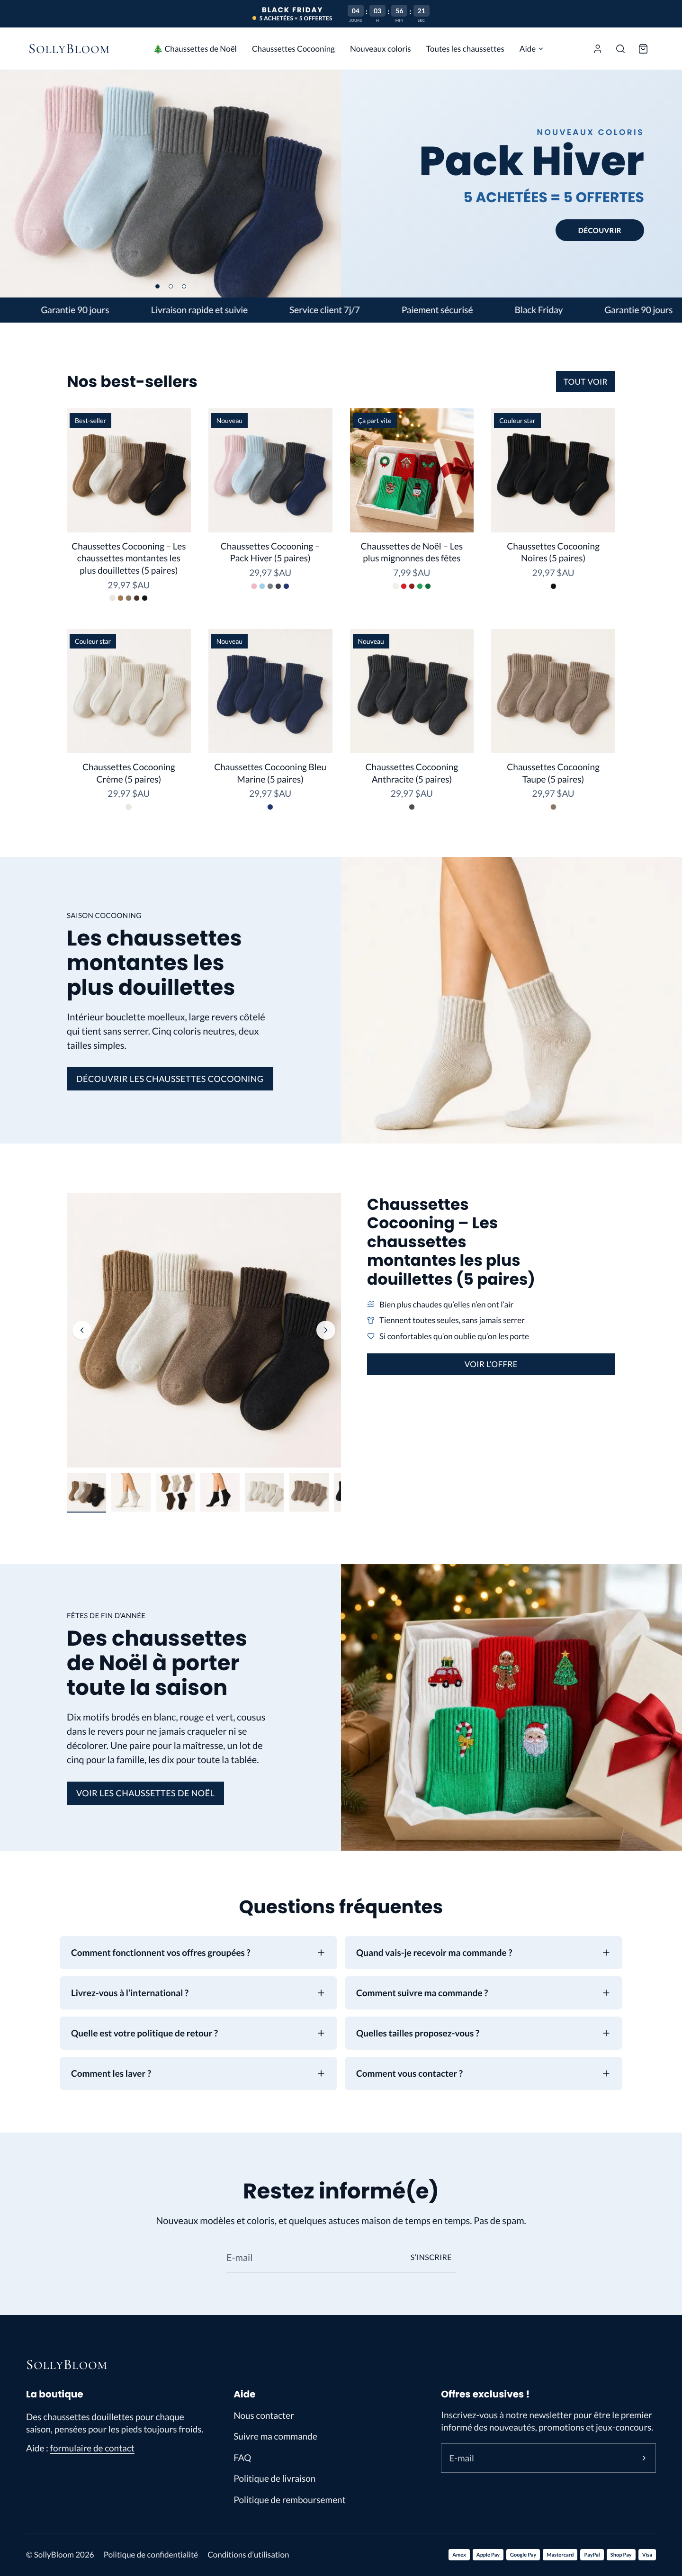 BLACK FRIDAY
5 ACHETÉES = 5 OFFERTES
04 : 03 : 56 : 21
JOURS H MIN SEC
SOLLYBLOOM
🎄 Chaussettes de Noël Chaussettes Cocooning Nouveaux coloris Toutes les chaussettes Aide
NOUVEAUX COLORIS
Pack Hiver
5 ACHETÉES = 5 OFFERTES
DÉCOUVRIR
Garantie 90 jours Livraison rapide et suivie Service client 7j/7 Paiement sécurisé Black Friday Garantie 90 jours
Nos best-sellers
TOUT VOIR
Best-seller
Chaussettes Cocooning – Les
chaussettes montantes les
plus douillettes (5 paires)
29,97 $AU
Nouveau
Chaussettes Cocooning –
Pack Hiver (5 paires)
29,97 $AU
Ça part vite
Chaussettes de Noël – Les
plus mignonnes des fêtes
7,99 $AU
Couleur star
Chaussettes Cocooning
Noires (5 paires)
29,97 $AU
Couleur star
Chaussettes Cocooning
Crème (5 paires)
29,97 $AU
Nouveau
Chaussettes Cocooning Bleu
Marine (5 paires)
29,97 $AU
Nouveau
Chaussettes Cocooning
Anthracite (5 paires)
29,97 $AU
Chaussettes Cocooning
Taupe (5 paires)
29,97 $AU
SAISON COCOONING
Les chaussettes
montantes les
plus douillettes
Intérieur bouclette moelleux, large revers côtelé
qui tient sans serrer. Cinq coloris neutres, deux
tailles simples.
DÉCOUVRIR LES CHAUSSETTES COCOONING
Chaussettes
Cocooning – Les
chaussettes
montantes les plus
douillettes (5 paires)
Bien plus chaudes qu'elles n'en ont l'air
Tiennent toutes seules, sans jamais serrer
Si confortables qu'on oublie qu'on les porte
VOIR L'OFFRE
FÊTES DE FIN D'ANNÉE
Des chaussettes
de Noël à porter
toute la saison
Dix motifs brodés en blanc, rouge et vert, cousus
dans le revers pour ne jamais craqueler ni se
décolorer. Une paire pour la maîtresse, un lot de
cinq pour la famille, les dix pour toute la tablée.
VOIR LES CHAUSSETTES DE NOËL
Questions fréquentes
Comment fonctionnent vos offres groupées ?
Quand vais-je recevoir ma commande ?
Livrez-vous à l'international ?
Comment suivre ma commande ?
Quelle est votre politique de retour ?
Quelles tailles proposez-vous ?
Comment les laver ?
Comment vous contacter ?
Restez informé(e)
Nouveaux modèles et coloris, et quelques astuces maison de temps en temps. Pas de spam.
E-mail
S'INSCRIRE
SOLLYBLOOM
La boutique
Des chaussettes douillettes pour chaque
saison, pensées pour les pieds toujours froids.
Aide : formulaire de contact
Aide
Nous contacter
Suivre ma commande
FAQ
Politique de livraison
Politique de remboursement
Offres exclusives !
Inscrivez-vous à notre newsletter pour être le premier
informé des nouveautés, promotions et jeux-concours.
E-mail
© SollyBloom 2026 Politique de confidentialité Conditions d'utilisation
Amex Apple Pay Google Pay Mastercard PayPal Shop Pay Visa